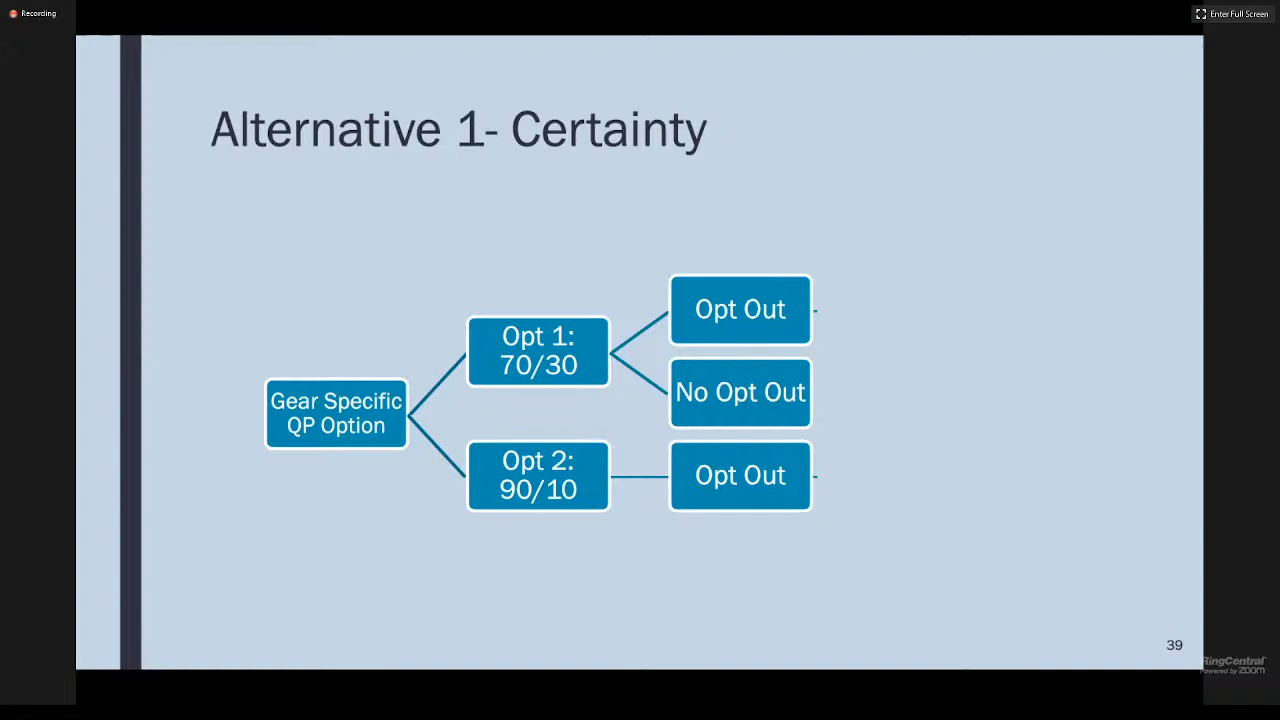 Recording
Enter Full Screen
Alternative 1- Certainty
Gear Specific
QP Option
Opt 1:
70/30
Opt 2:
90/10
Opt Out
No Opt Out
Opt Out
39
RingCentral
Powered by zoom